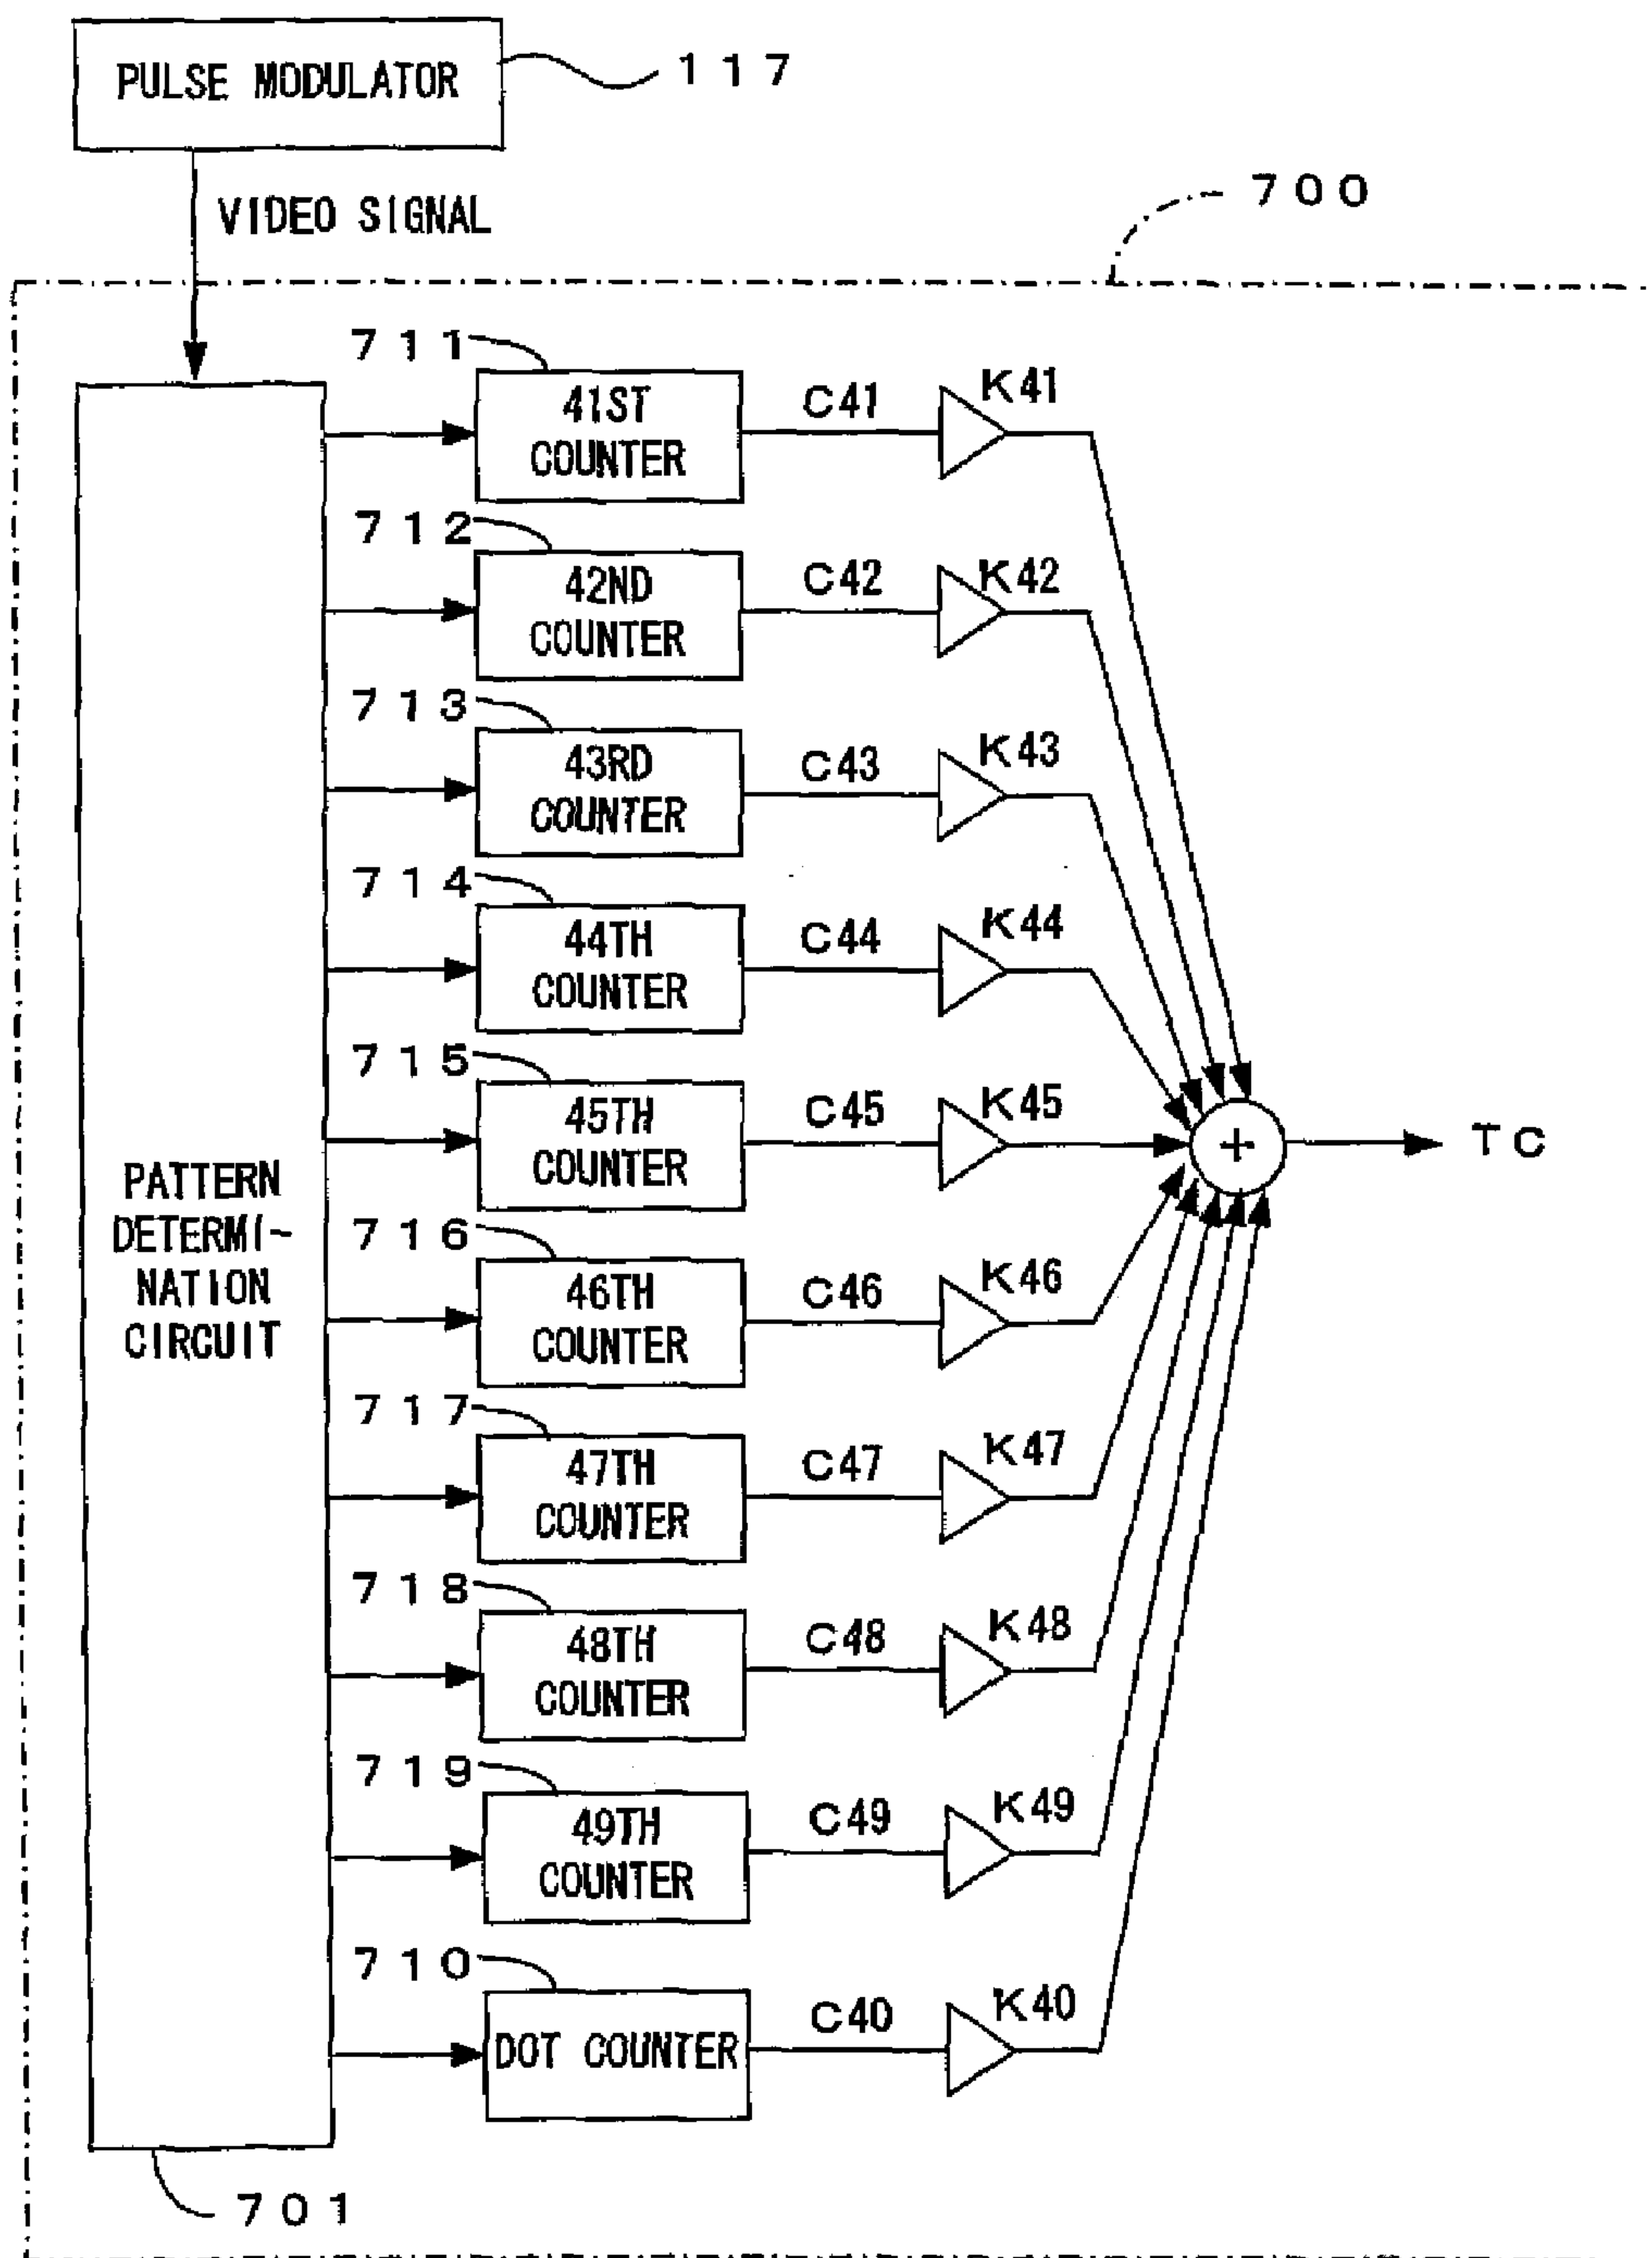 PULSE MODULATOR
117
VIDEO SIGNAL
700
711
41ST
COUNTER
C41
K41
712
42ND
COUNTER
C42
K42
713
43RD
COUNTER
C43
K43
714
44TH
COUNTER
C44
K44
715
45TH
COUNTER
C45
K45
+
TC
PATTERN
DETERMI-
NATION
CIRCUIT
716
46TH
COUNTER
C46
K46
717
47TH
COUNTER
C47
K47
718
48TH
COUNTER
C48
K48
719
49TH
COUNTER
C49
K49
710
DOT COUNTER
C40
K40
701